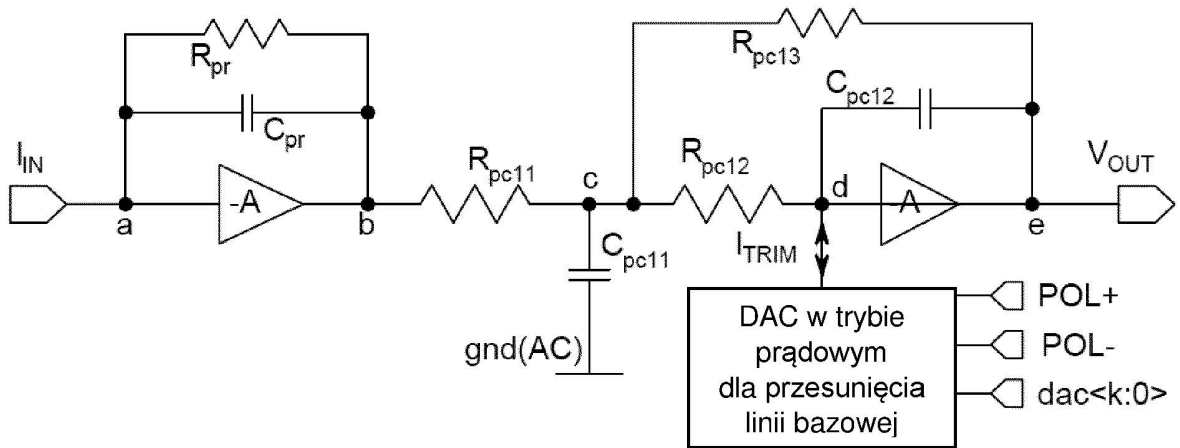 R_pr
C_pr
I_IN
-A
a
b
R_pc11
c
C_pc11
gnd(AC)
R_pc13
C_pc12
R_pc12
d
-A
e
V_OUT
I_TRIM
DAC w trybie
prądowym
dla przesunięcia
linii bazowej
POL+
POL-
dac<k:0>